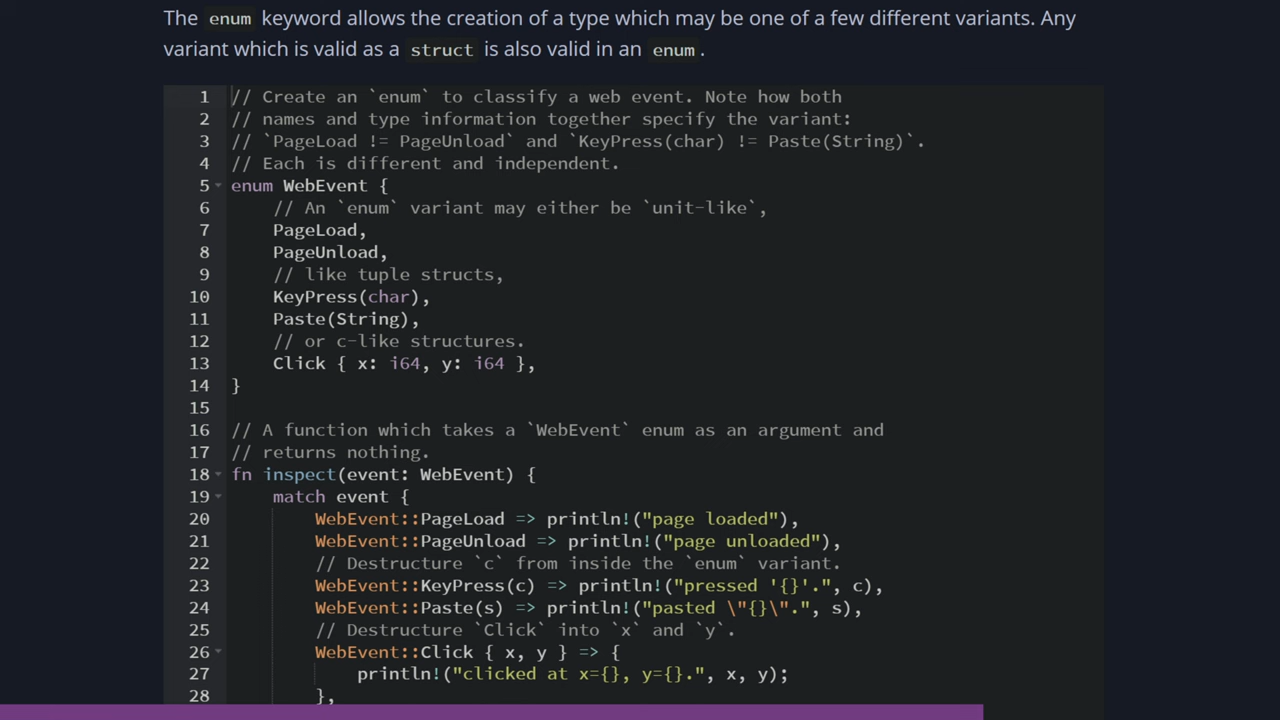 The enum keyword allows the creation of a type which may be one of a few different variants. Any
variant which is valid as a struct is also valid in an enum.
1 // Create an `enum` to classify a web event. Note how both
2 // names and type information together specify the variant:
3 // `PageLoad != PageUnload` and `KeyPress(char) != Paste(String)`.
4 // Each is different and independent.
5 enum WebEvent {
6     // An `enum` variant may either be `unit-like`,
7     PageLoad,
8     PageUnload,
9     // like tuple structs,
10     KeyPress(char),
11     Paste(String),
12     // or c-like structures.
13     Click { x: i64, y: i64 },
14 }
15
16 // A function which takes a `WebEvent` enum as an argument and
17 // returns nothing.
18 fn inspect(event: WebEvent) {
19     match event {
20         WebEvent::PageLoad => println!("page loaded"),
21         WebEvent::PageUnload => println!("page unloaded"),
22         // Destructure `c` from inside the `enum` variant.
23         WebEvent::KeyPress(c) => println!("pressed '{}'.", c),
24         WebEvent::Paste(s) => println!("pasted \"{}\".", s),
25         // Destructure `Click` into `x` and `y`.
26         WebEvent::Click { x, y } => {
27             println!("clicked at x={}, y={}.", x, y);
28         },